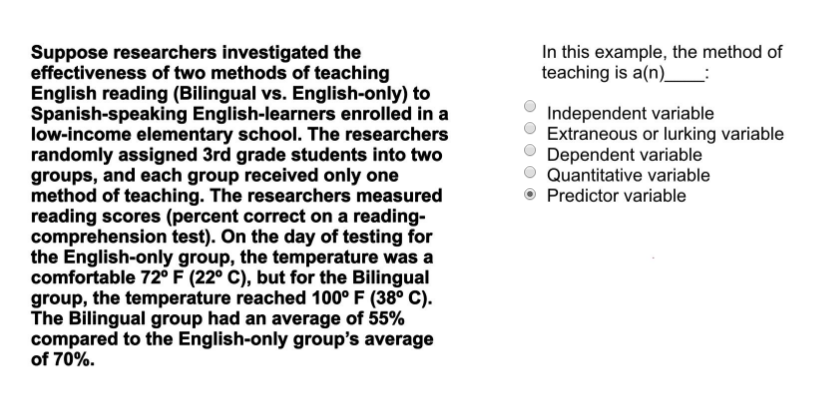 Suppose researchers investigated the
effectiveness of two methods of teaching
English reading (Bilingual vs. English-only) to
Spanish-speaking English-learners enrolled in a
low-income elementary school. The researchers
randomly assigned 3rd grade students into two
groups, and each group received only one
method of teaching. The researchers measured
reading scores (percent correct on a reading-
comprehension test). On the day of testing for
the English-only group, the temperature was a
comfortable 72º F (22º C), but for the Bilingual
group, the temperature reached 100º F (38º C).
The Bilingual group had an average of 55%
compared to the English-only group's average
of 70%.
In this example, the method of
teaching is a(n)____:
Independent variable
Extraneous or lurking variable
Dependent variable
Quantitative variable
Predictor variable